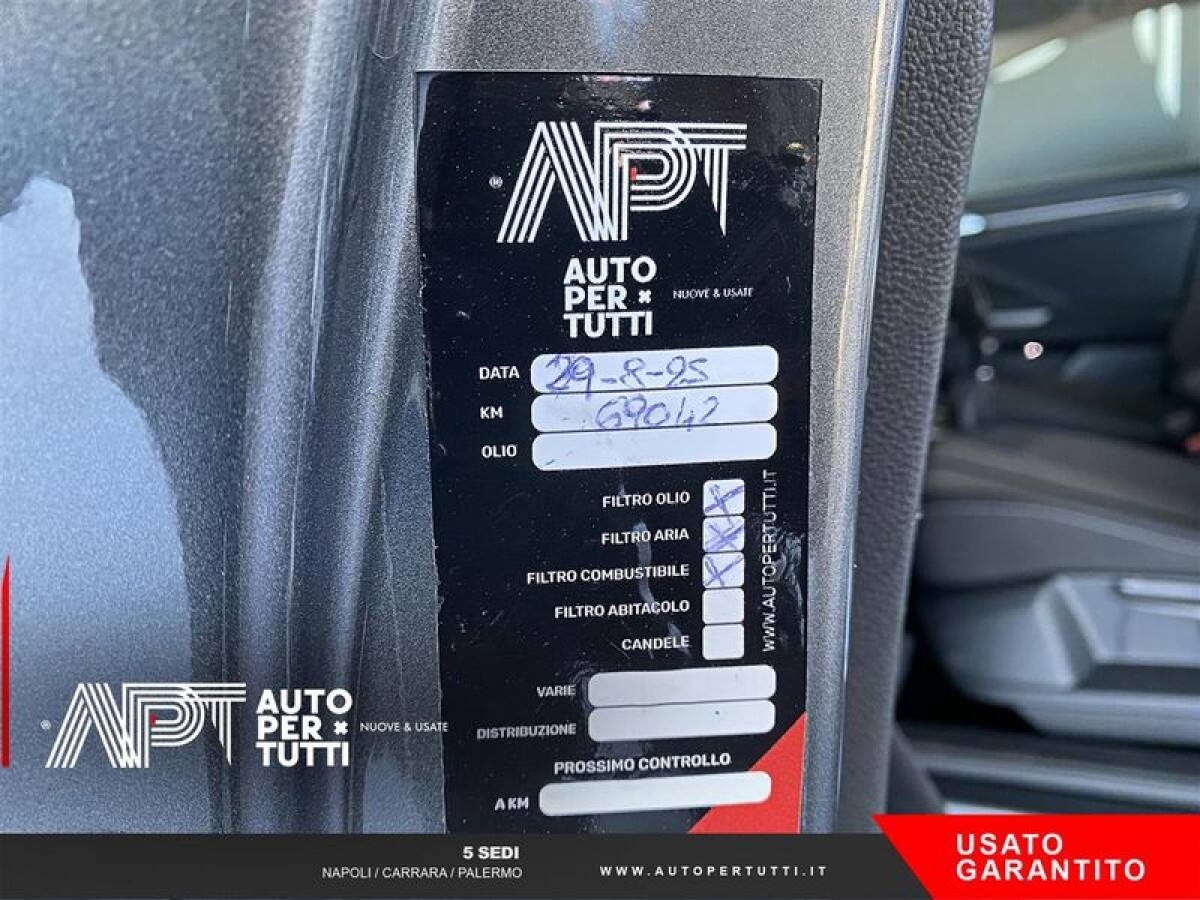 APT
®
AUTO
PER
TUTTI
NUOVE & USATE
DATA 29-8-25
KM 69042
OLIO
FILTRO OLIO X
FILTRO ARIA X
FILTRO COMBUSTIBILE X
FILTRO ABITACOLO
CANDELE
WWW.AUTOPERTUTTI.IT
VARIE
DISTRIBUZIONE
PROSSIMO CONTROLLO
A KM
®
APT
AUTO
PER
TUTTI
NUOVE & USATE
5 SEDI
NAPOLI / CARRARA / PALERMO
WWW.AUTOPERTUTTI.IT
USATO
GARANTITO